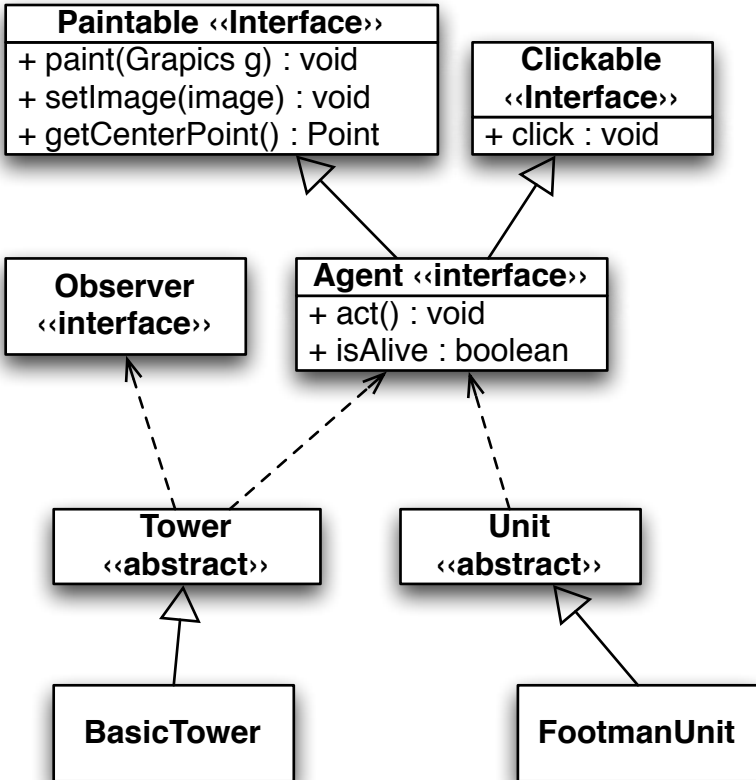 Paintable ‹‹Interface››
+ paint(Grapics g) : void
+ setImage(image) : void
+ getCenterPoint() : Point
Clickable
‹‹Interface››
+ click : void
Observer
‹‹interface››
Agent ‹‹interface››
+ act() : void
+ isAlive : boolean
Tower
‹‹abstract››
Unit
‹‹abstract››
BasicTower
FootmanUnit